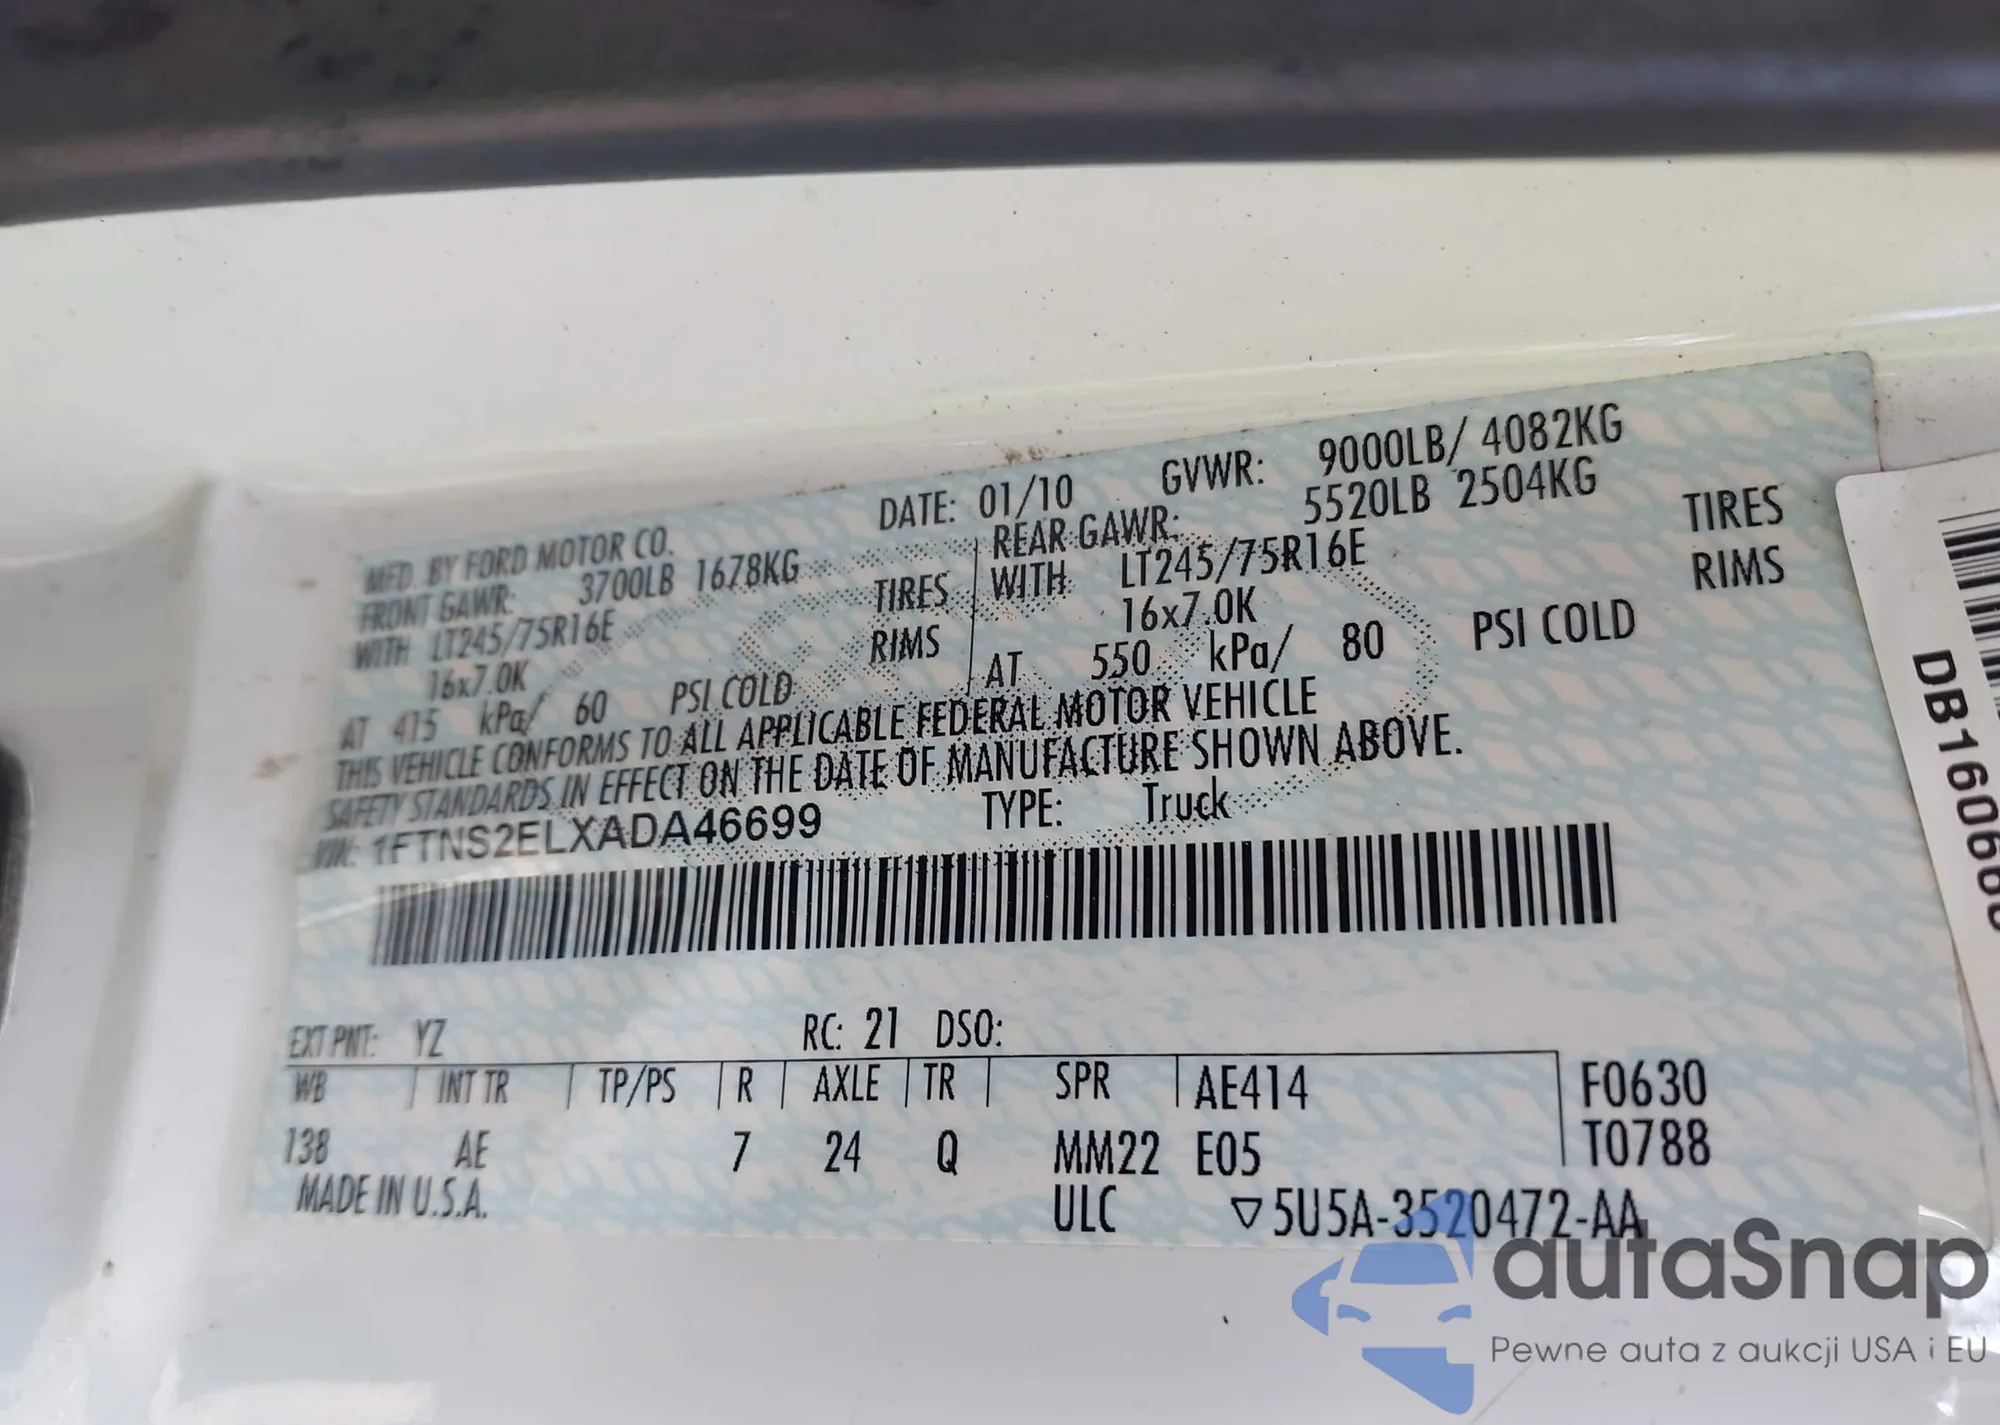 MFD. BY FORD MOTOR CO. DATE: 01/10 GVWR: 9000LB/ 4082KG
FRONT GAWR: 3700LB 1678KG REAR GAWR: 5520LB 2504KG
WITH LT245/75R16E TIRES WITH LT245/75R16E TIRES
16x7.0K RIMS 16x7.0K RIMS
AT 415 kPa/ 60 PSI COLD AT 550 kPa/ 80 PSI COLD
THIS VEHICLE CONFORMS TO ALL APPLICABLE FEDERAL MOTOR VEHICLE
SAFETY STANDARDS IN EFFECT ON THE DATE OF MANUFACTURE SHOWN ABOVE.
VIN: 1FTNS2ELXADA46699 TYPE: Truck
EXT PNT: YZ RC: 21 DSO:
WB INT TR TP/PS R AXLE TR SPR AE414 F0630
138 AE 7 24 Q MM22 E05 T0788
MADE IN U.S.A. ULC ▽5U5A-3520472-AA
autaSnap
Pewne auta z aukcji USA i EU